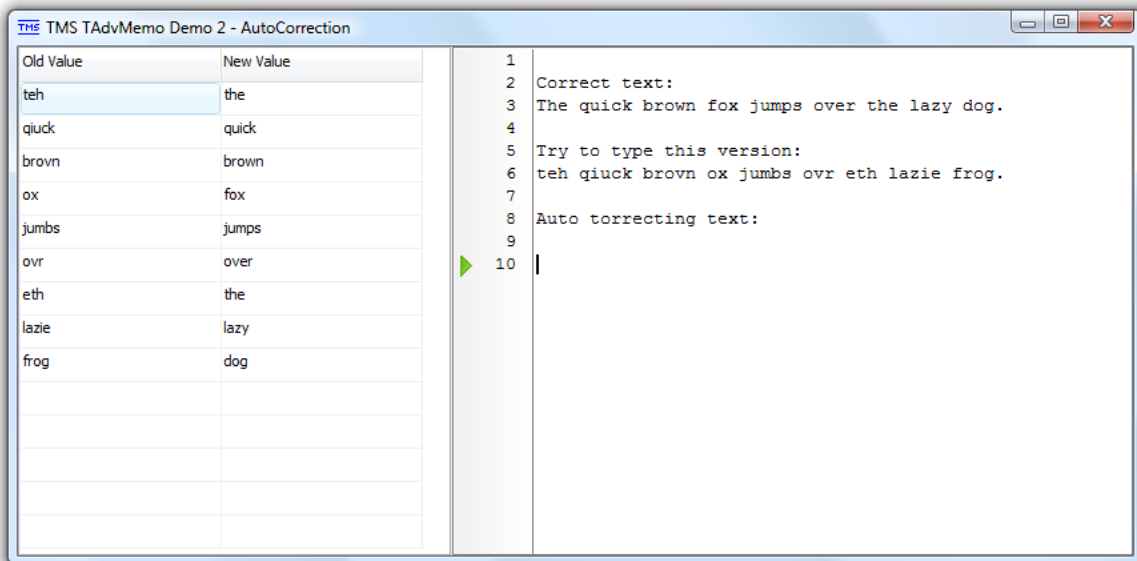 TMS TMS TAdvMemo Demo 2 - AutoCorrection
Old Value New Value
teh the
qiuck quick
brovn brown
ox fox
jumbs jumps
ovr over
eth the
lazie lazy
frog dog
1
2 Correct text:
3 The quick brown fox jumps over the lazy dog.
4
5 Try to type this version:
6 teh qiuck brovn ox jumbs ovr eth lazie frog.
7
8 Auto torrecting text:
9
10